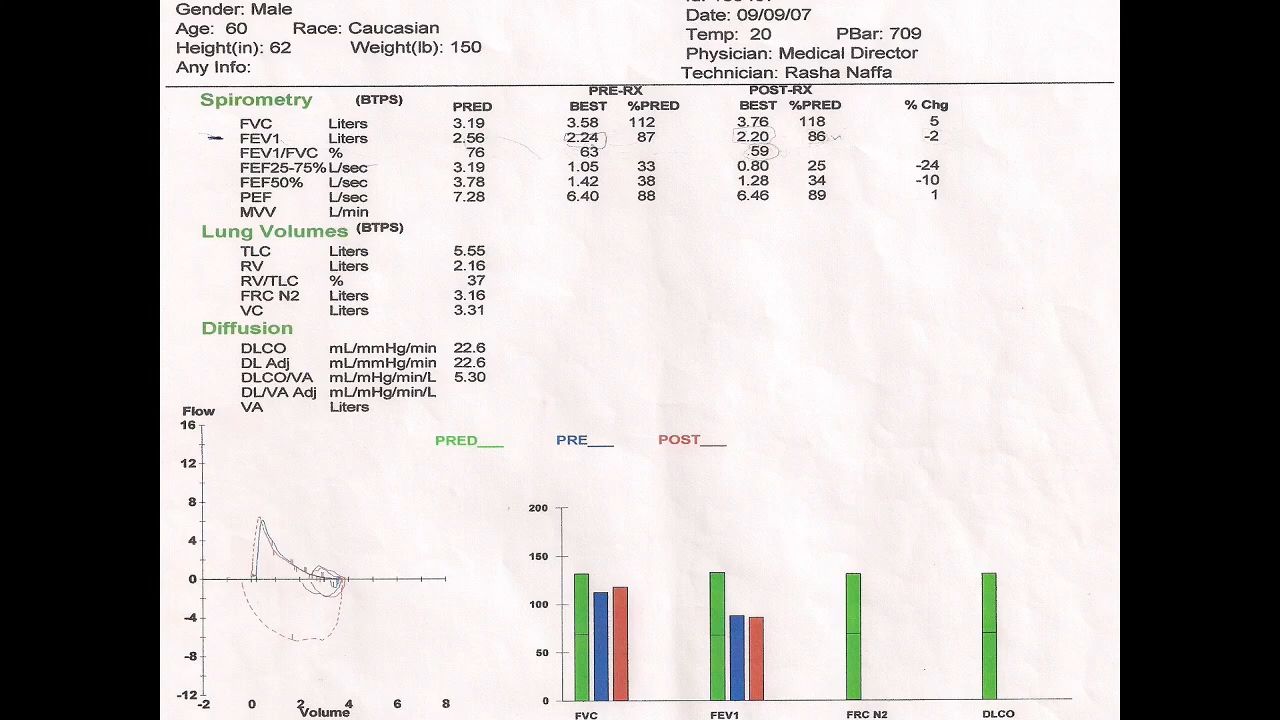 Gender: Male
Age: 60 Race: Caucasian
Height(in): 62 Weight(lb): 150
Any Info:
Date: 09/09/07
Temp: 20 PBar: 709
Physician: Medical Director
Technician: Rasha Naffa
PRE-RX POST-RX
Spirometry (BTPS) PRED BEST %PRED BEST %PRED % Chg
FVC Liters 3.19 3.58 112 3.76 118 5
FEV1 Liters 2.56 2.24 87 2.20 86 -2
FEV1/FVC % 76 63 59
FEF25-75% L/sec 3.19 1.05 33 0.80 25 -24
FEF50% L/sec 3.78 1.42 38 1.28 34 -10
PEF L/sec 7.28 6.40 88 6.46 89 1
MVV L/min
Lung Volumes (BTPS)
TLC Liters 5.55
RV Liters 2.16
RV/TLC % 37
FRC N2 Liters 3.16
VC Liters 3.31
Diffusion
DLCO mL/mmHg/min 22.6
DL Adj mL/mmHg/min 22.6
DLCO/VA mL/mHg/min/L 5.30
DL/VA Adj mL/mHg/min/L
VA Liters
Flow
16
12
8
4
0
-4
-8
-12
-2 0 2 4 6 8
Volume
PRED PRE POST
200
150
100
50
0
FVC FEV1 FRC N2 DLCO